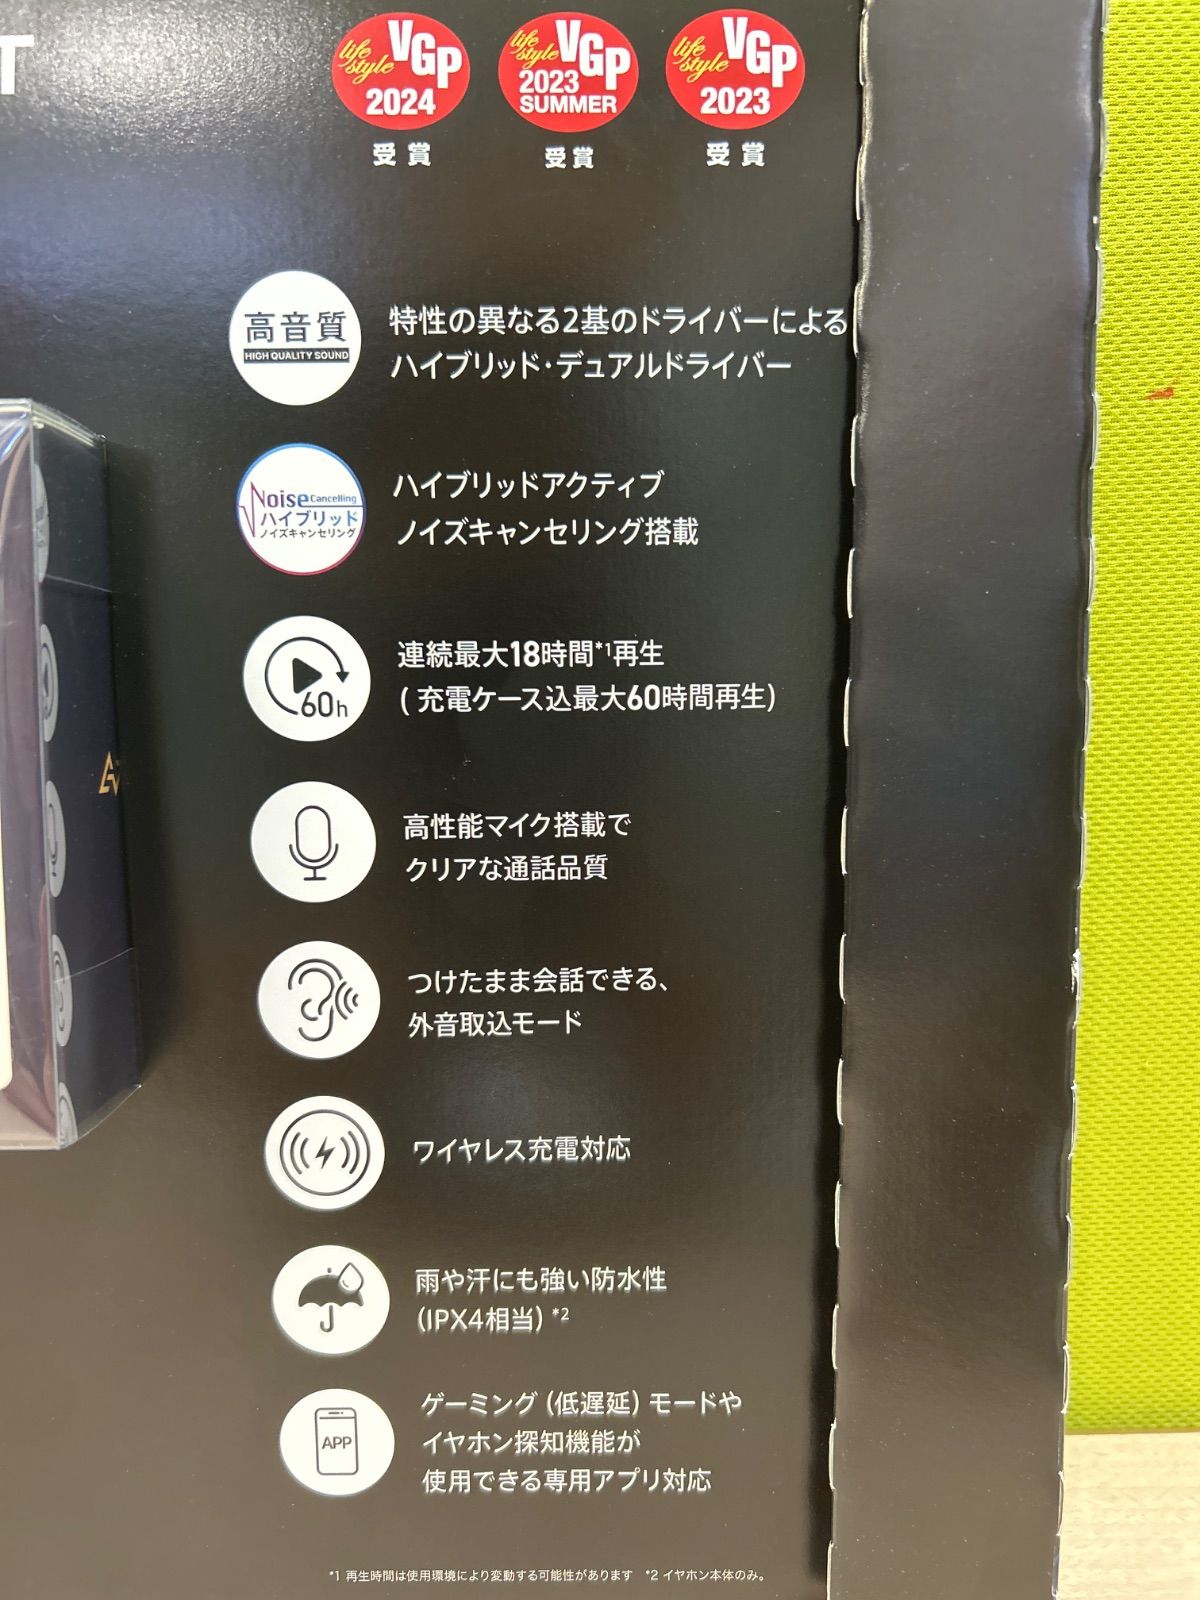 T
life style VGP 2024
受賞
life style VGP 2023 SUMMER
受賞
life style VGP 2023
受賞
高音質
HIGH QUALITY SOUND
特性の異なる2基のドライバーによる
ハイブリッド・デュアルドライバー
Noise Cancelling
ハイブリッド
ノイズキャンセリング
ハイブリッドアクティブ
ノイズキャンセリング搭載
60h
連続最大18時間*1再生
(充電ケース込最大60時間再生)
高性能マイク搭載で
クリアな通話品質
つけたまま会話できる、
外音取込モード
ワイヤレス充電対応
雨や汗にも強い防水性
(IPX4相当)*2
APP
ゲーミング(低遅延)モードや
イヤホン探知機能が
使用できる専用アプリ対応
*1 再生時間は使用環境により変動する可能性があります *2 イヤホン本体のみ。